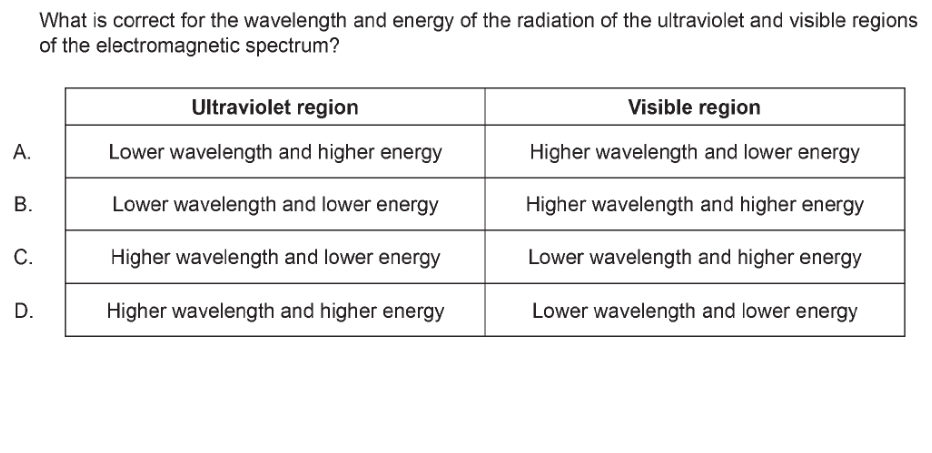 What is correct for the wavelength and energy of the radiation of the ultraviolet and visible regions
of the electromagnetic spectrum?
Ultraviolet region Visible region
A. Lower wavelength and higher energy Higher wavelength and lower energy
B. Lower wavelength and lower energy Higher wavelength and higher energy
C. Higher wavelength and lower energy Lower wavelength and higher energy
D. Higher wavelength and higher energy Lower wavelength and lower energy